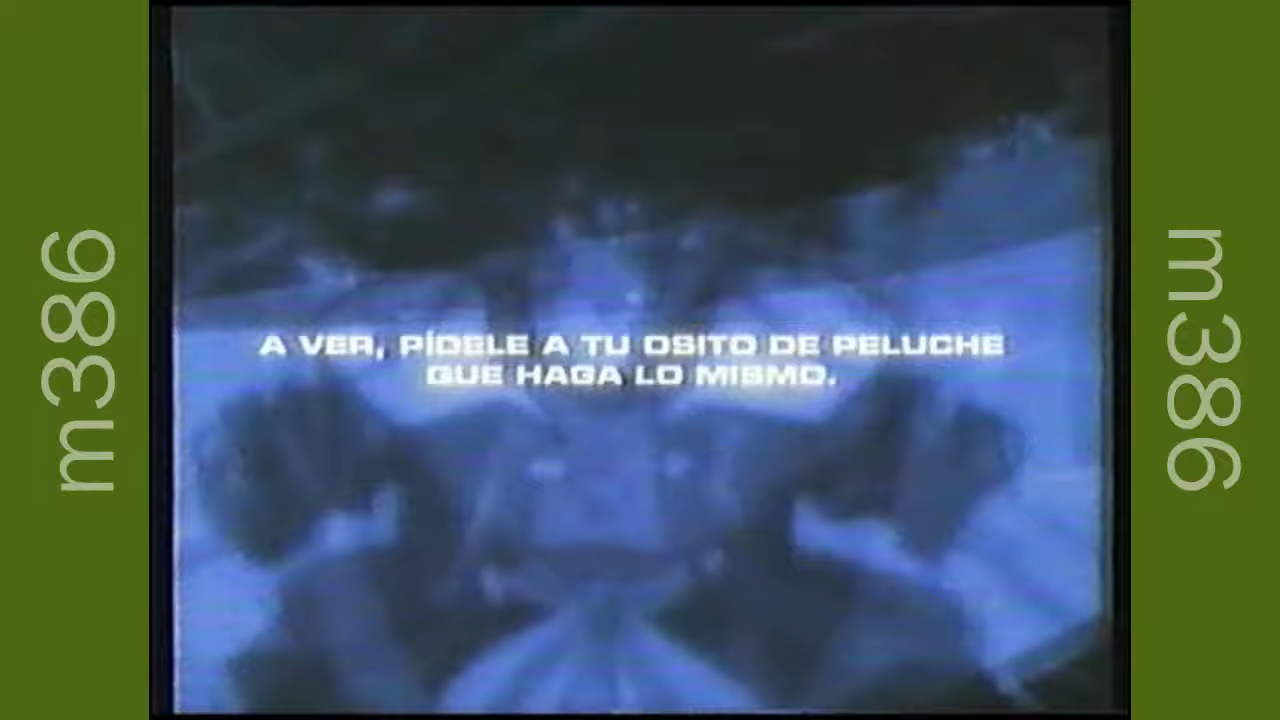 m386
A VER, PÍDELE A TU OSITO DE PELUCHE
QUE HAGA LO MISMO.
m386